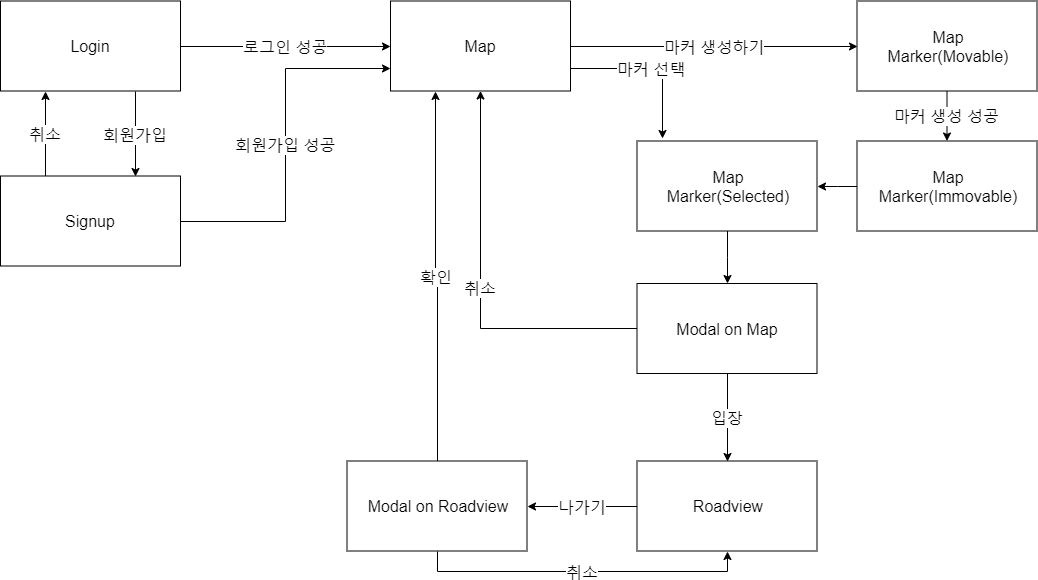 Login
로그인 성공
Map
마커 생성하기
Map
Marker(Movable)
마커 선택
취소
회원가입
회원가입 성공
마커 생성 성공
Signup
Map
Marker(Selected)
Map
Marker(Immovable)
확인
취소
Modal on Map
입장
Modal on Roadview
나가기
Roadview
취소